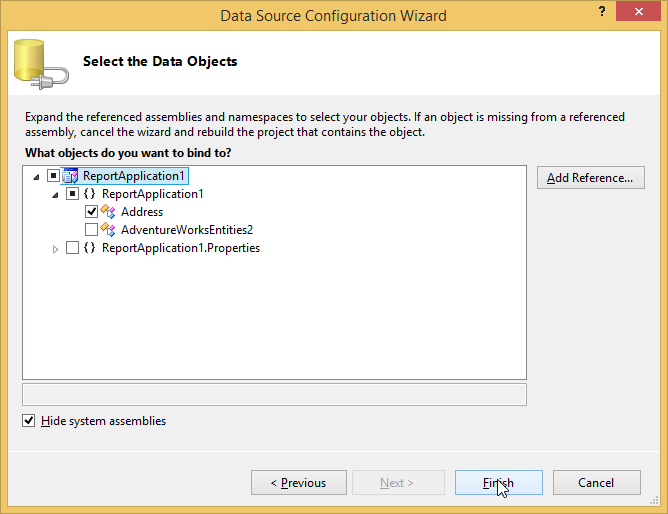 Data Source Configuration Wizard
?
Select the Data Objects
Expand the referenced assemblies and namespaces to select your objects. If an object is missing from a referenced
assembly, cancel the wizard and rebuild the project that contains the object.
What objects do you want to bind to?
ReportApplication1
Add Reference...
{} ReportApplication1
Address
AdventureWorksEntities2
{} ReportApplication1.Properties
Hide system assemblies
< Previous
Next >
Finish
Cancel